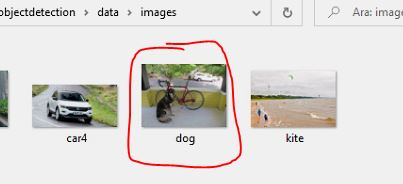 objectdetection > data > images
Ara: image
car4
dog
kite